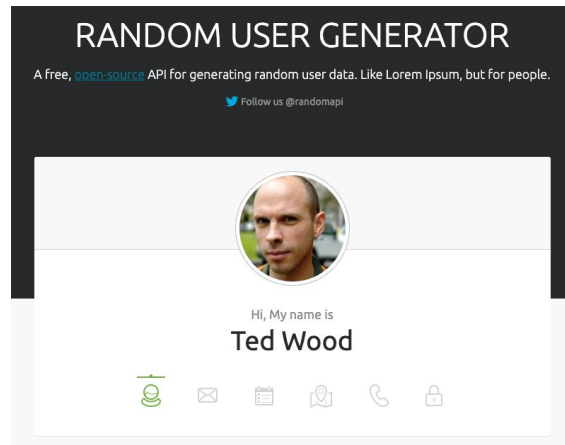 RANDOM USER GENERATOR
A free, open-source API for generating random user data. Like Lorem Ipsum, but for people.
Follow us @randomapi
Hi, My name is
Ted Wood